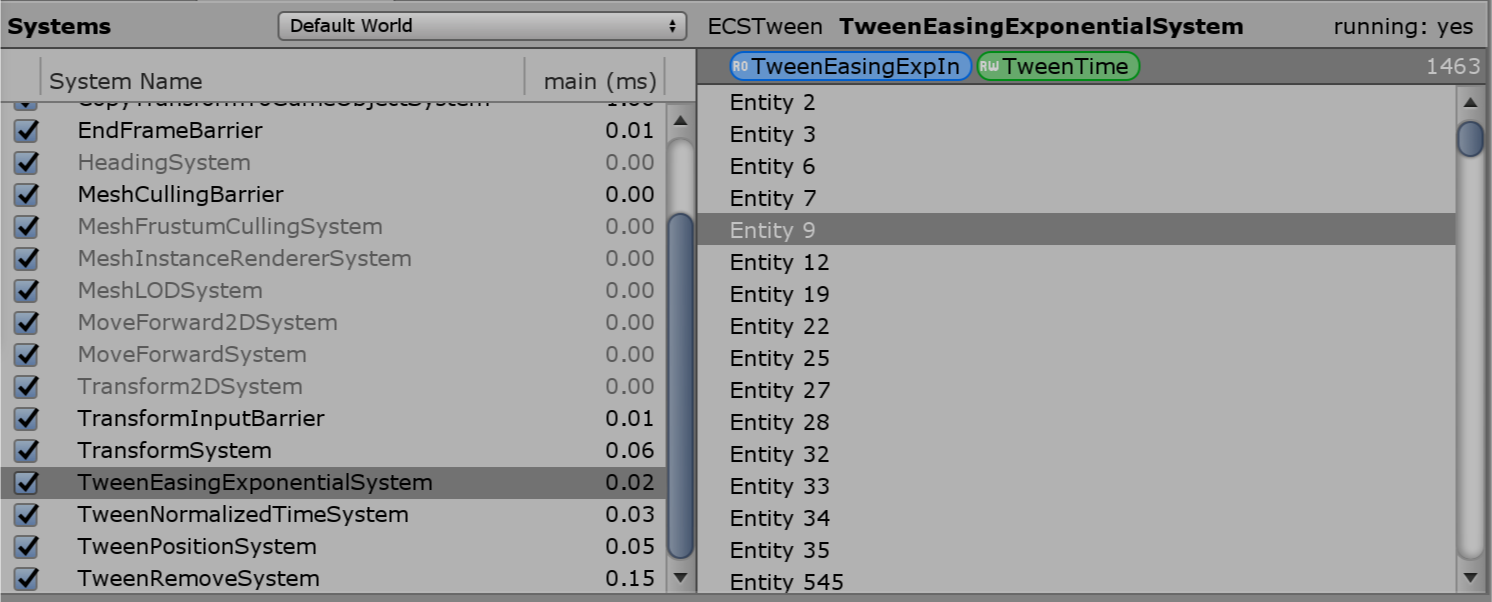 Systems
Default World
System Name main (ms)
CopyTransformToGameObjectSystem
EndFrameBarrier 0.01
HeadingSystem 0.00
MeshCullingBarrier 0.00
MeshFrustumCullingSystem 0.00
MeshInstanceRendererSystem 0.00
MeshLODSystem 0.00
MoveForward2DSystem 0.00
MoveForwardSystem 0.00
Transform2DSystem 0.00
TransformInputBarrier 0.01
TransformSystem 0.06
TweenEasingExponentialSystem 0.02
TweenNormalizedTimeSystem 0.03
TweenPositionSystem 0.05
TweenRemoveSystem 0.15
ECSTween TweenEasingExponentialSystem running: yes
RO TweenEasingExpIn RW TweenTime 1463
Entity 2
Entity 3
Entity 6
Entity 7
Entity 9
Entity 12
Entity 19
Entity 22
Entity 25
Entity 27
Entity 28
Entity 32
Entity 33
Entity 34
Entity 35
Entity 545